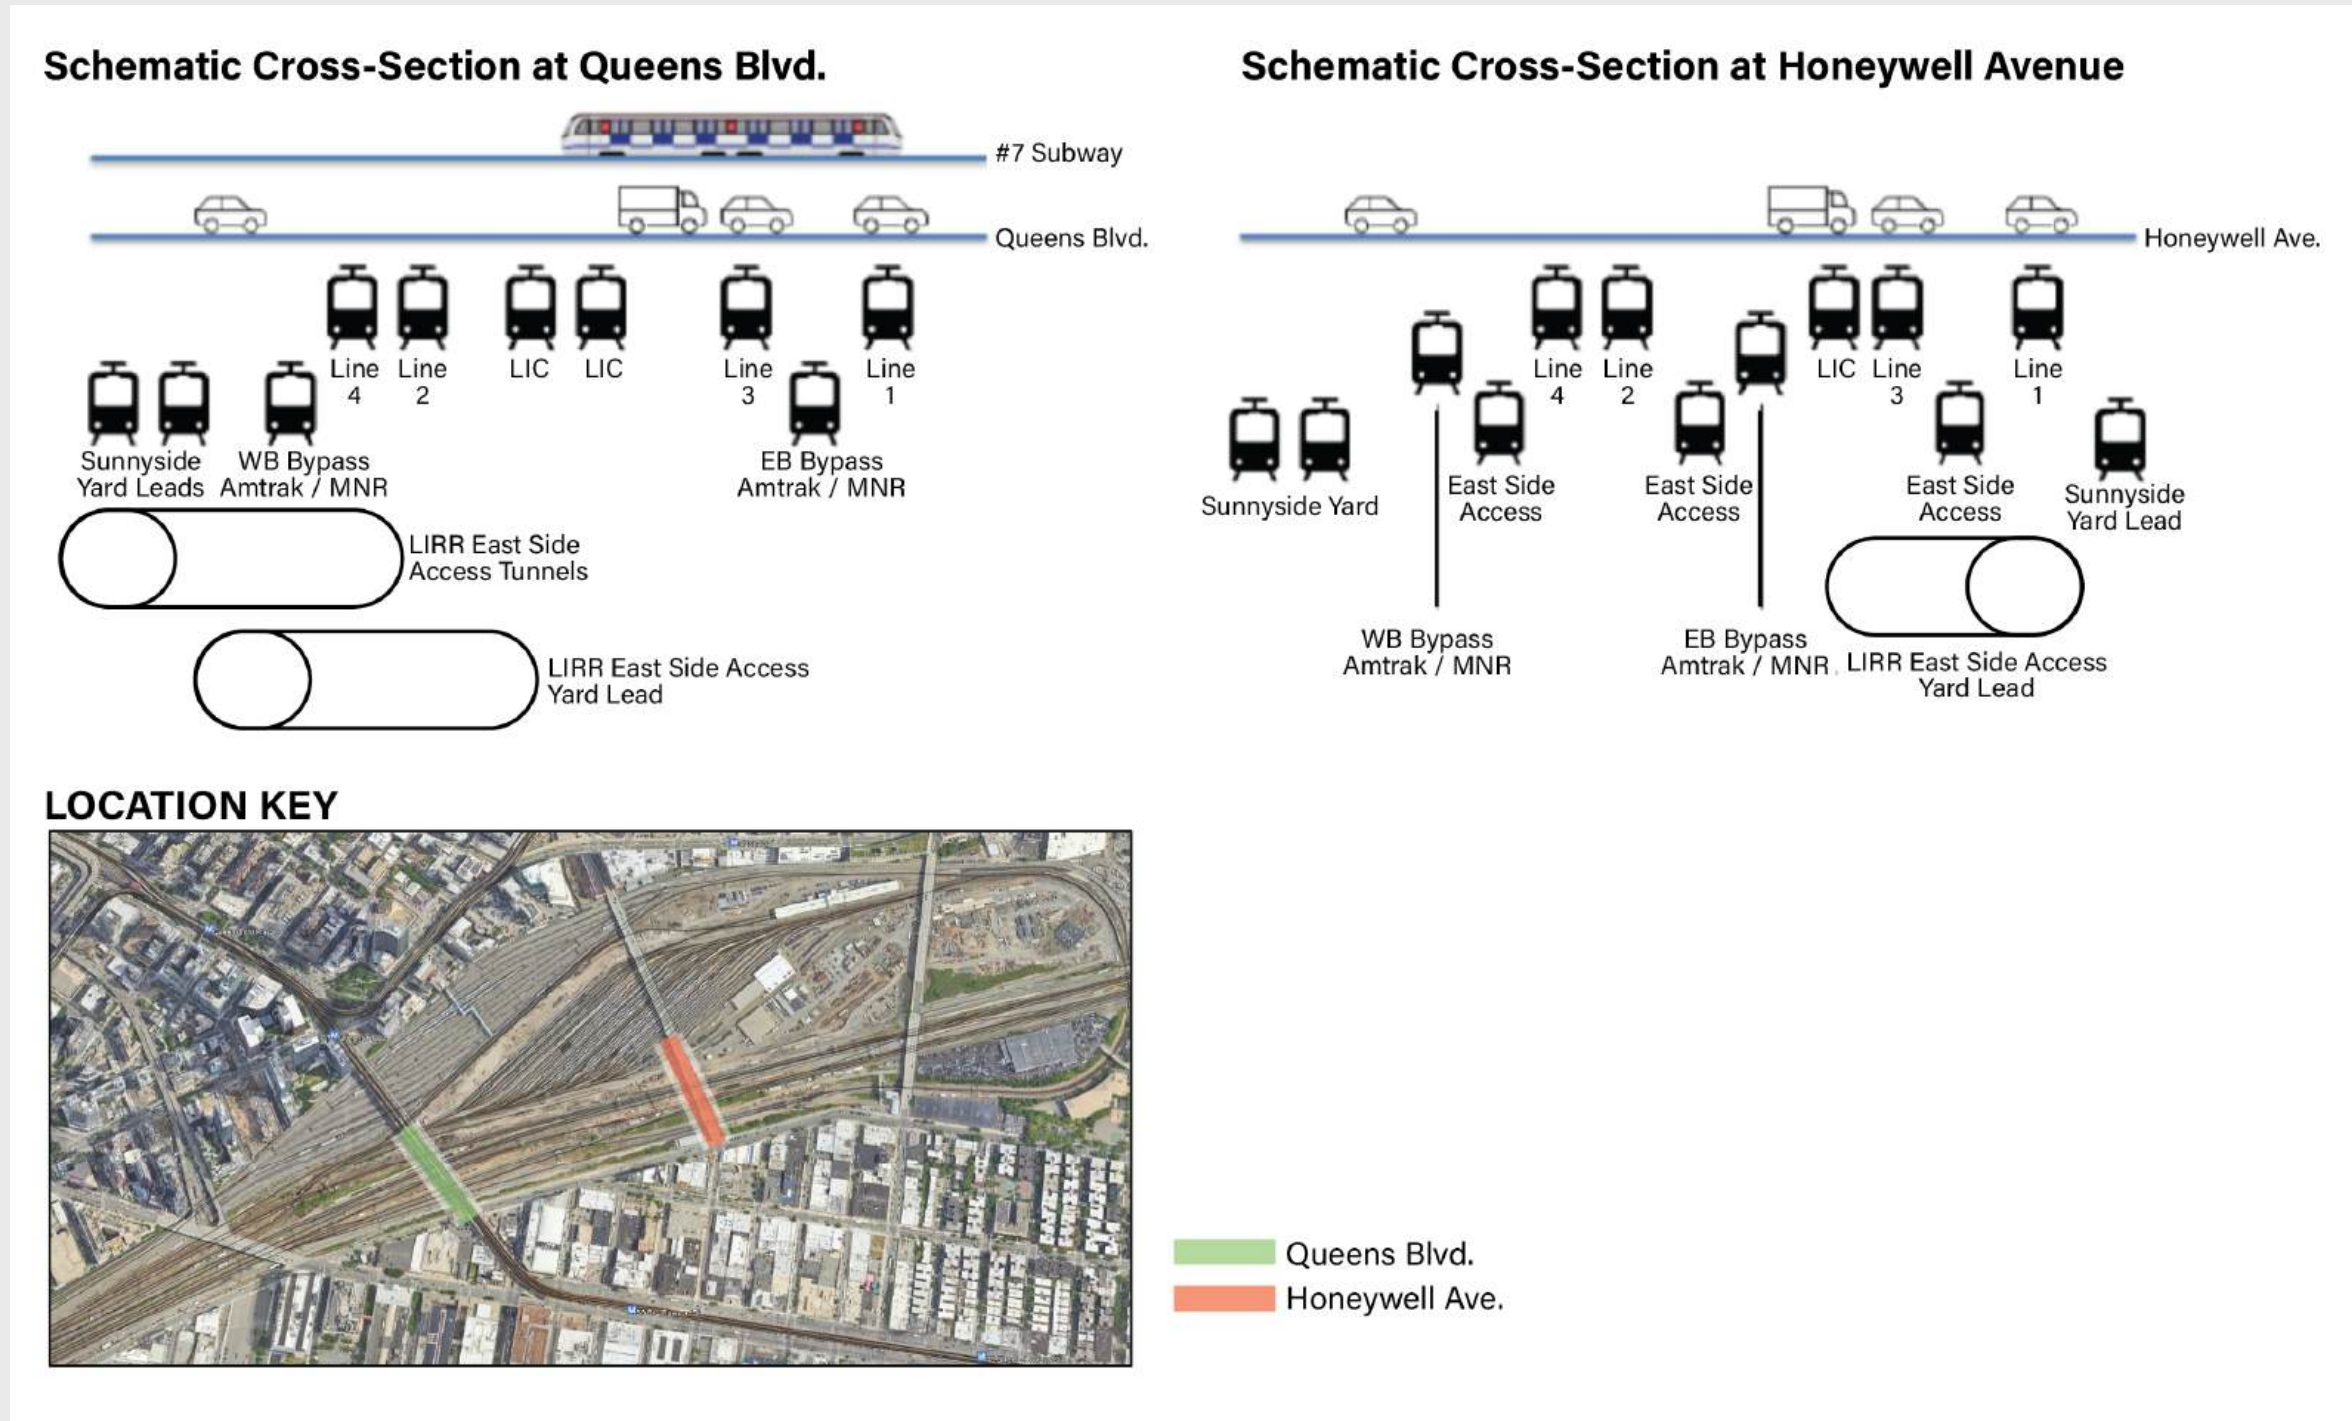 Schematic Cross-Section at Queens Blvd.
#7 Subway
Queens Blvd.
Line
4
Line
2
LIC
LIC
Line
3
Line
1
Sunnyside
Yard Leads
WB Bypass
Amtrak / MNR
EB Bypass
Amtrak / MNR
LIRR East Side
Access Tunnels
LIRR East Side Access
Yard Lead
Schematic Cross-Section at Honeywell Avenue
Honeywell Ave.
Line
4
Line
2
LIC
Line
3
Line
1
Sunnyside Yard
East Side
Access
East Side
Access
East Side
Access
Sunnyside
Yard Lead
WB Bypass
Amtrak / MNR
EB Bypass
Amtrak / MNR
LIRR East Side Access
Yard Lead
LOCATION KEY
Queens Blvd.
Honeywell Ave.